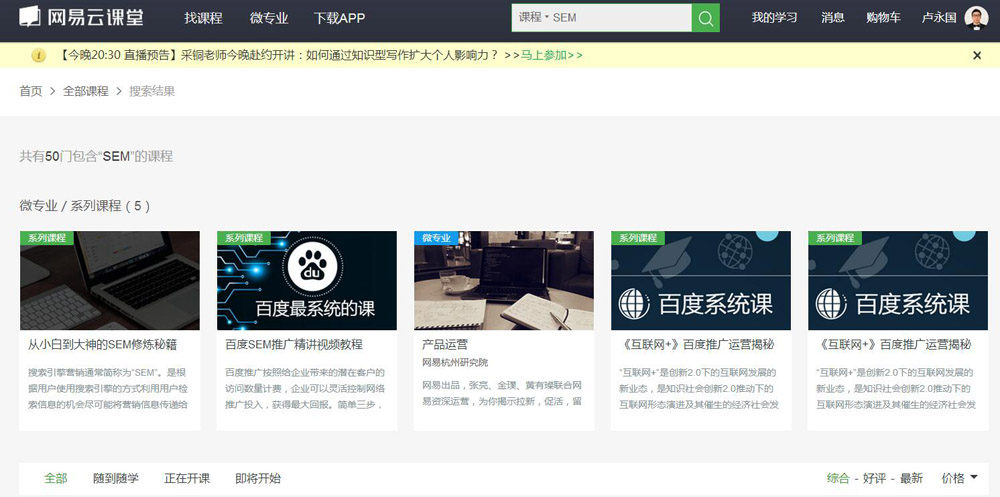 网易云课堂 找课程 微专业 下载APP 课程 SEM 我的学习 消息 购物车 卢永国
【今晚20:30 直播预告】采铜老师今晚赴约开讲：如何通过知识型写作扩大个人影响力？ >>马上参加>>
首页 > 全部课程 > 搜索结果
共有50门包含“SEM”的课程
微专业 / 系列课程（5）
系列课程
从小白到大神的SEM修炼秘籍
搜索引擎营销通常简称为“SEM”。是根
据用户使用搜索引擎的方式利用用户检
索信息的机会尽可能将营销信息传递给
系列课程
du
百度最系统的课
百度SEM推广精讲视频教程
百度推广按照给企业带来的潜在客户的
访问数量计费，企业可以灵活控制网络
推广投入，获得最大回报。简单三步，
微专业
产品运营
网易杭州研究院
网易出品，张亮、金璞、黄有璨联合网
易资深运营，为你揭示拉新，促活，留
系列课程
百度系统课
《互联网+》百度推广运营揭秘
“互联网+”是创新2.0下的互联网发展的
新业态，是知识社会创新2.0推动下的
互联网形态演进及其催生的经济社会发
系列课程
百度系统课
《互联网+》百度推广运营揭秘
“互联网+”是创新2.0下的互联网发展的
新业态，是知识社会创新2.0推动下的
互联网形态演进及其催生的经济社会发
全部 随到随学 正在开课 即将开始 综合 - 好评 - 最新 价格